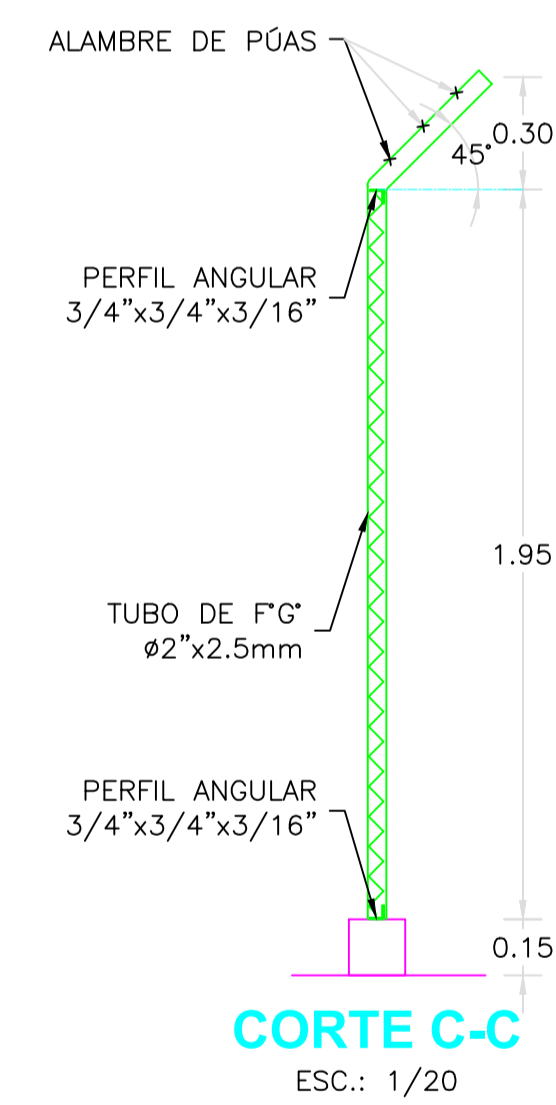 ALAMBRE DE PÚAS
0.30
45°
PERFIL ANGULAR
3/4"x3/4"x3/16"
1.95
TUBO DE F°G°
ø2"x2.5mm
PERFIL ANGULAR
3/4"x3/4"x3/16"
0.15
CORTE C-C
ESC.: 1/20